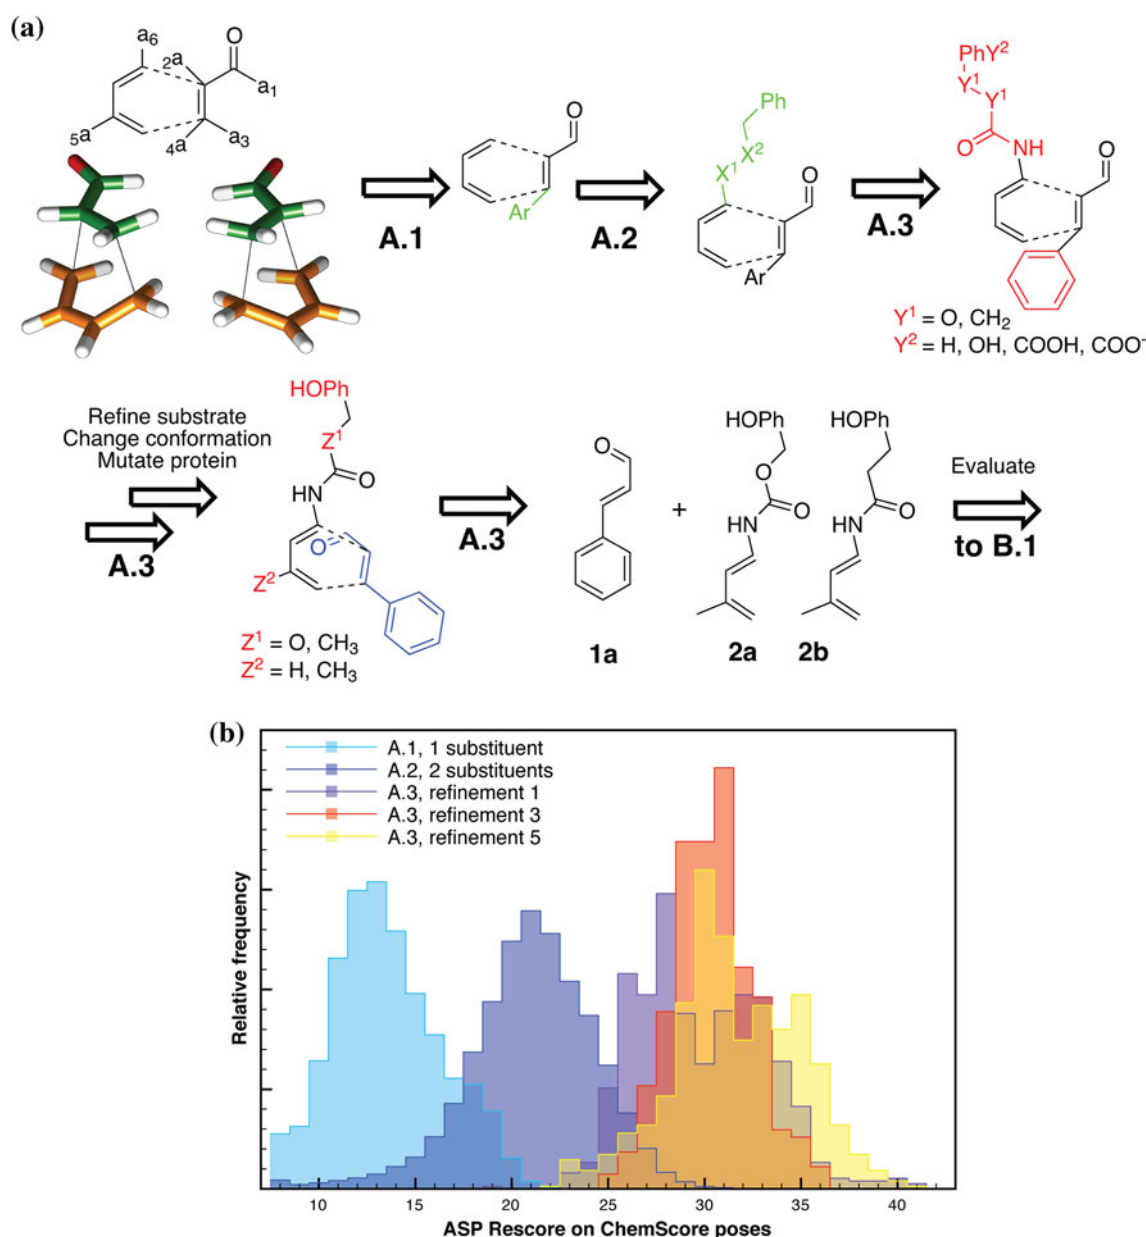 (a)
a₆
₂a
O
a₁
₅a
₄a
a₃
A.1
O
Ar
A.2
Ph
X²
X¹
O
Ar
A.3
PhY²
Y¹
Y¹
O
NH
O
Y¹ = O, CH₂
Y² = H, OH, COOH, COO⁻
Refine substrate
Change conformation
Mutate protein
A.3
HOPh
Z¹
HN
O
O
Z²
Z¹ = O, CH₃
Z² = H, CH₃
A.3
O
1a
+
HOPh
O
HN
O
2a
HOPh
HN
O
2b
Evaluate
to B.1
(b)
A.1, 1 substituent
A.2, 2 substituents
A.3, refinement 1
A.3, refinement 3
A.3, refinement 5
Relative frequency
10 15 20 25 30 35 40
ASP Rescore on ChemScore poses